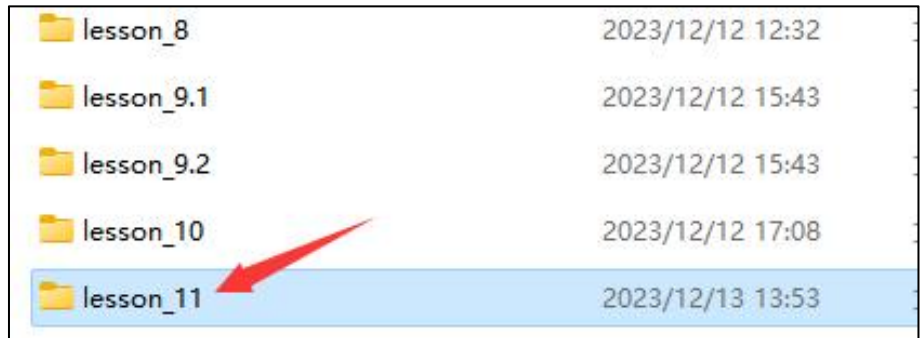 lesson_8 2023/12/12 12:32
lesson_9.1 2023/12/12 15:43
lesson_9.2 2023/12/12 15:43
lesson_10 2023/12/12 17:08
lesson_11 2023/12/13 13:53